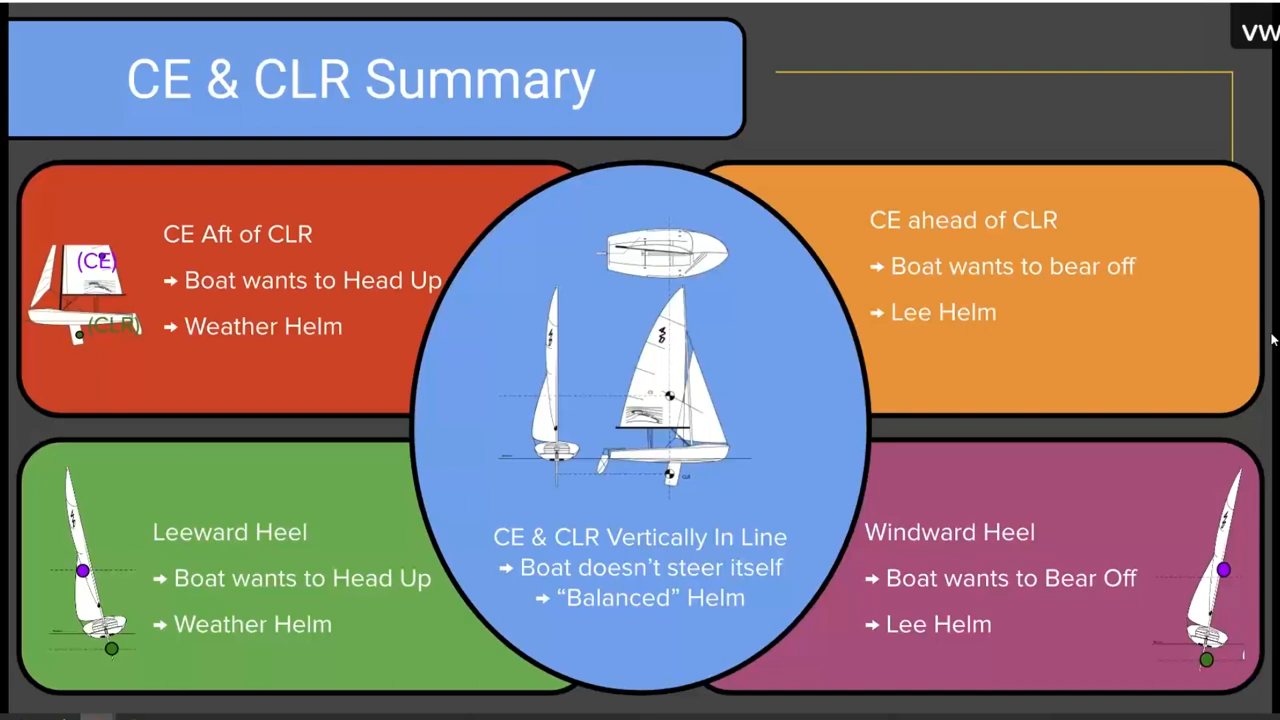 CE & CLR Summary
VW
CE Aft of CLR
→ Boat wants to Head Up
→ Weather Helm
(CE)
(CLR)
CE ahead of CLR
→ Boat wants to bear off
→ Lee Helm
CE & CLR Vertically In Line
→ Boat doesn't steer itself
→ “Balanced” Helm
CLR
Leeward Heel
→ Boat wants to Head Up
→ Weather Helm
Windward Heel
→ Boat wants to Bear Off
→ Lee Helm